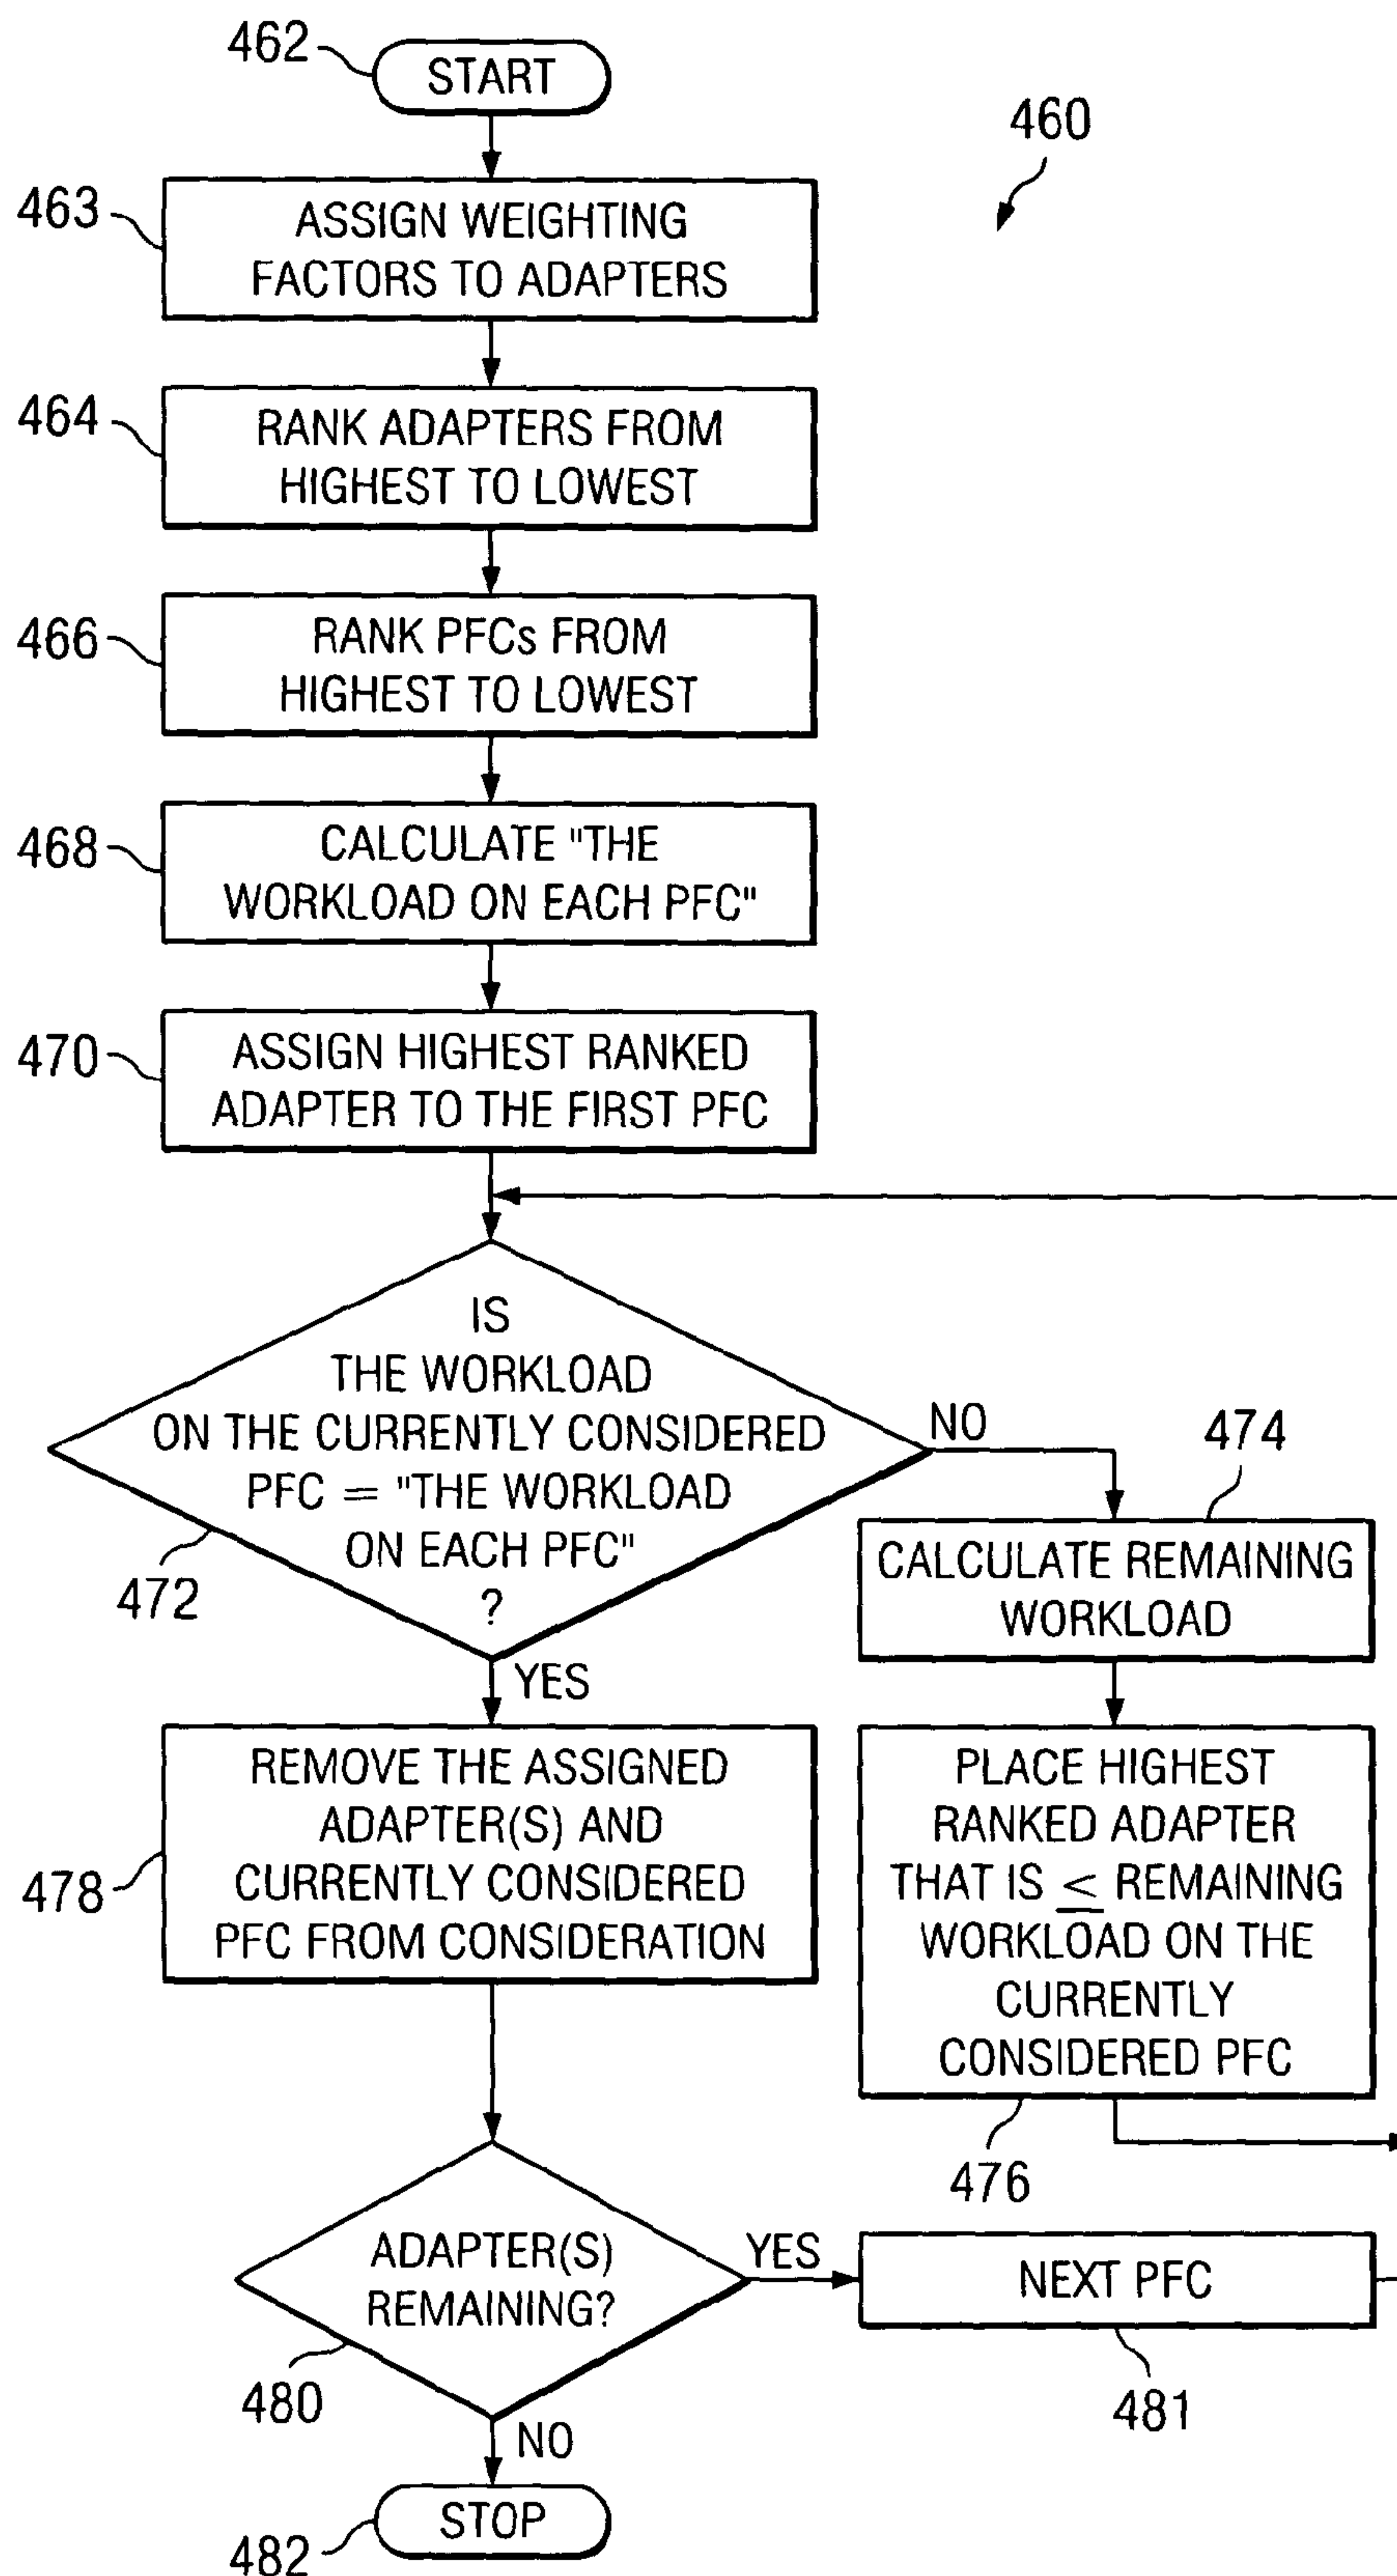 462
START
460
463
ASSIGN WEIGHTING
FACTORS TO ADAPTERS
464
RANK ADAPTERS FROM
HIGHEST TO LOWEST
466
RANK PFCs FROM
HIGHEST TO LOWEST
468
CALCULATE "THE
WORKLOAD ON EACH PFC"
470
ASSIGN HIGHEST RANKED
ADAPTER TO THE FIRST PFC
IS
THE WORKLOAD
ON THE CURRENTLY CONSIDERED
PFC = "THE WORKLOAD
ON EACH PFC"
?
472
NO
474
CALCULATE REMAINING
WORKLOAD
YES
PLACE HIGHEST
RANKED ADAPTER
THAT IS ≤ REMAINING
WORKLOAD ON THE
CURRENTLY
CONSIDERED PFC
476
478
REMOVE THE ASSIGNED
ADAPTER(S) AND
CURRENTLY CONSIDERED
PFC FROM CONSIDERATION
ADAPTER(S)
REMAINING?
480
YES
NEXT PFC
481
NO
STOP
482